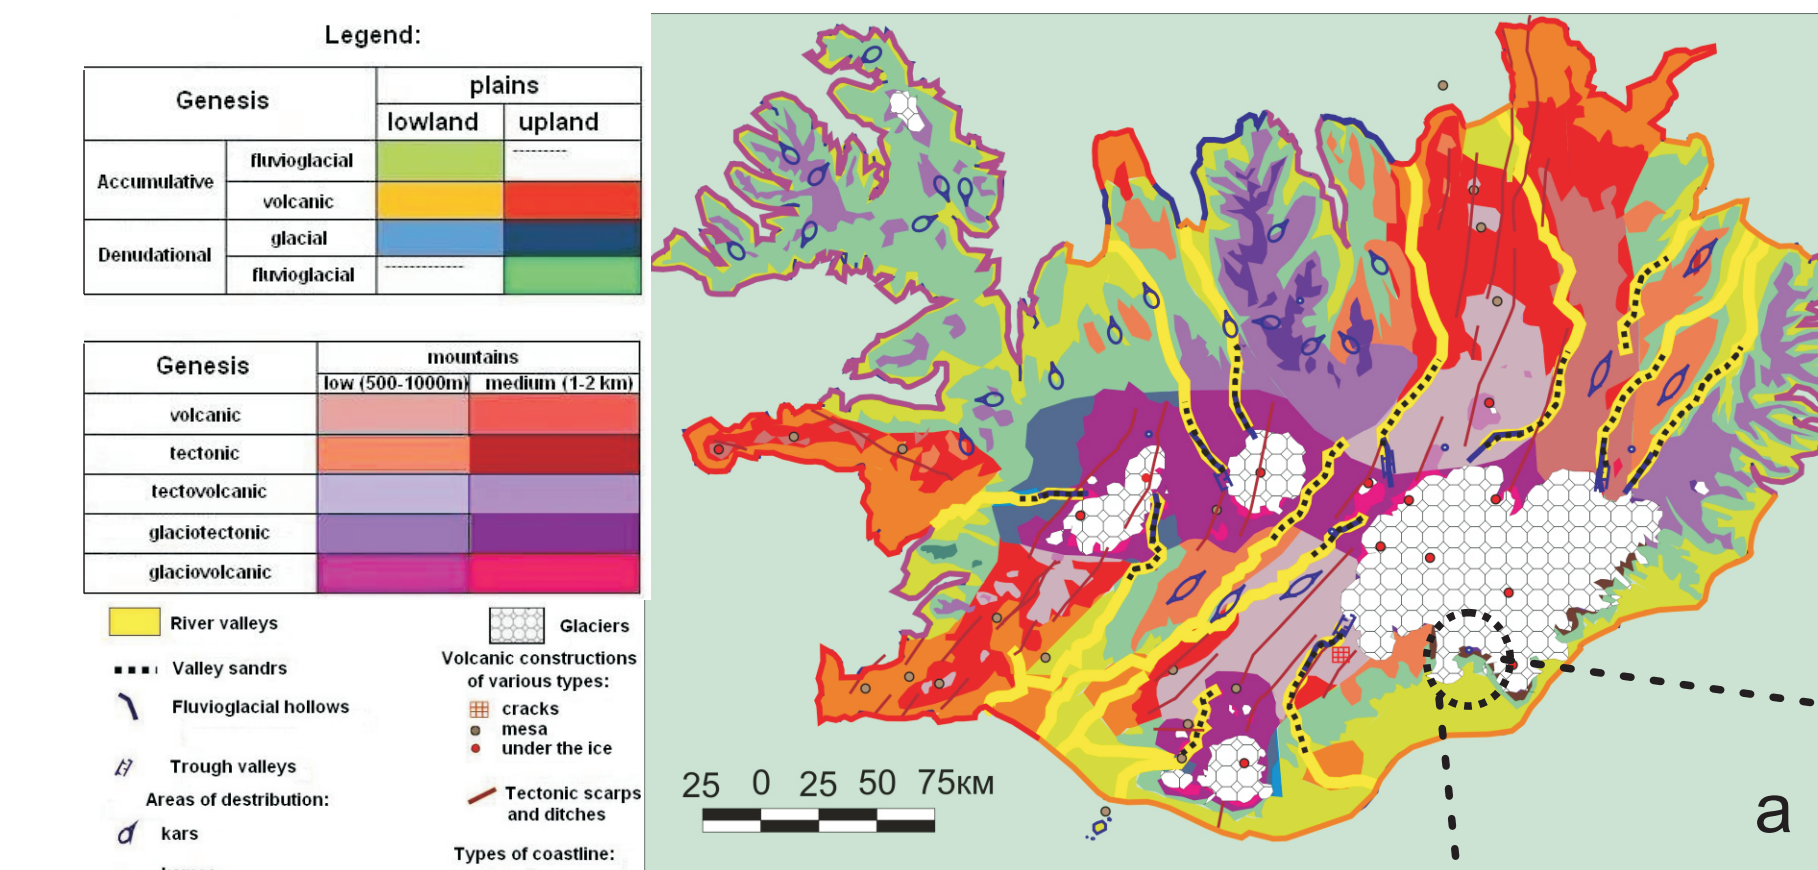 Legend:
Genesis
plains
lowland
upland
Accumulative
fluvioglacial
volcanic
Denudational
glacial
fluvioglacial
Genesis
mountains
low (500-1000m)
medium (1-2 km)
volcanic
tectonic
tectovolcanic
glaciotectonic
glaciovolcanic
River valleys
Valley sandrs
Fluvioglacial hollows
Trough valleys
Areas of destribution:
kars
Glaciers
Volcanic constructions
of various types:
cracks
mesa
under the ice
Tectonic scarps
and ditches
Types of coastline:
25 0 25 50 75км
a